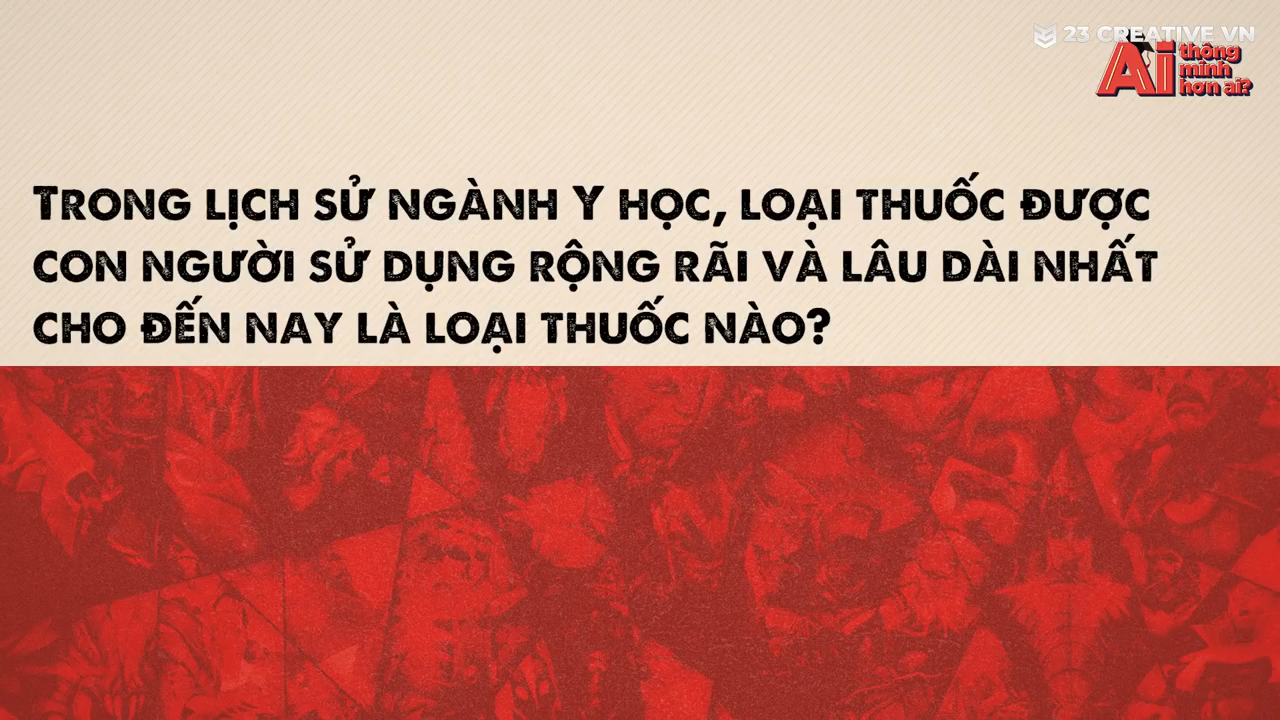 23 CREATIVE VN
Ai thông
minh
hơn ai?
TRONG LỊCH SỬ NGÀNH Y HỌC, LOẠI THUỐC ĐƯỢC
CON NGƯỜI SỬ DỤNG RỘNG RÃI VÀ LÂU DÀI NHẤT
CHO ĐẾN NAY LÀ LOẠI THUỐC NÀO?